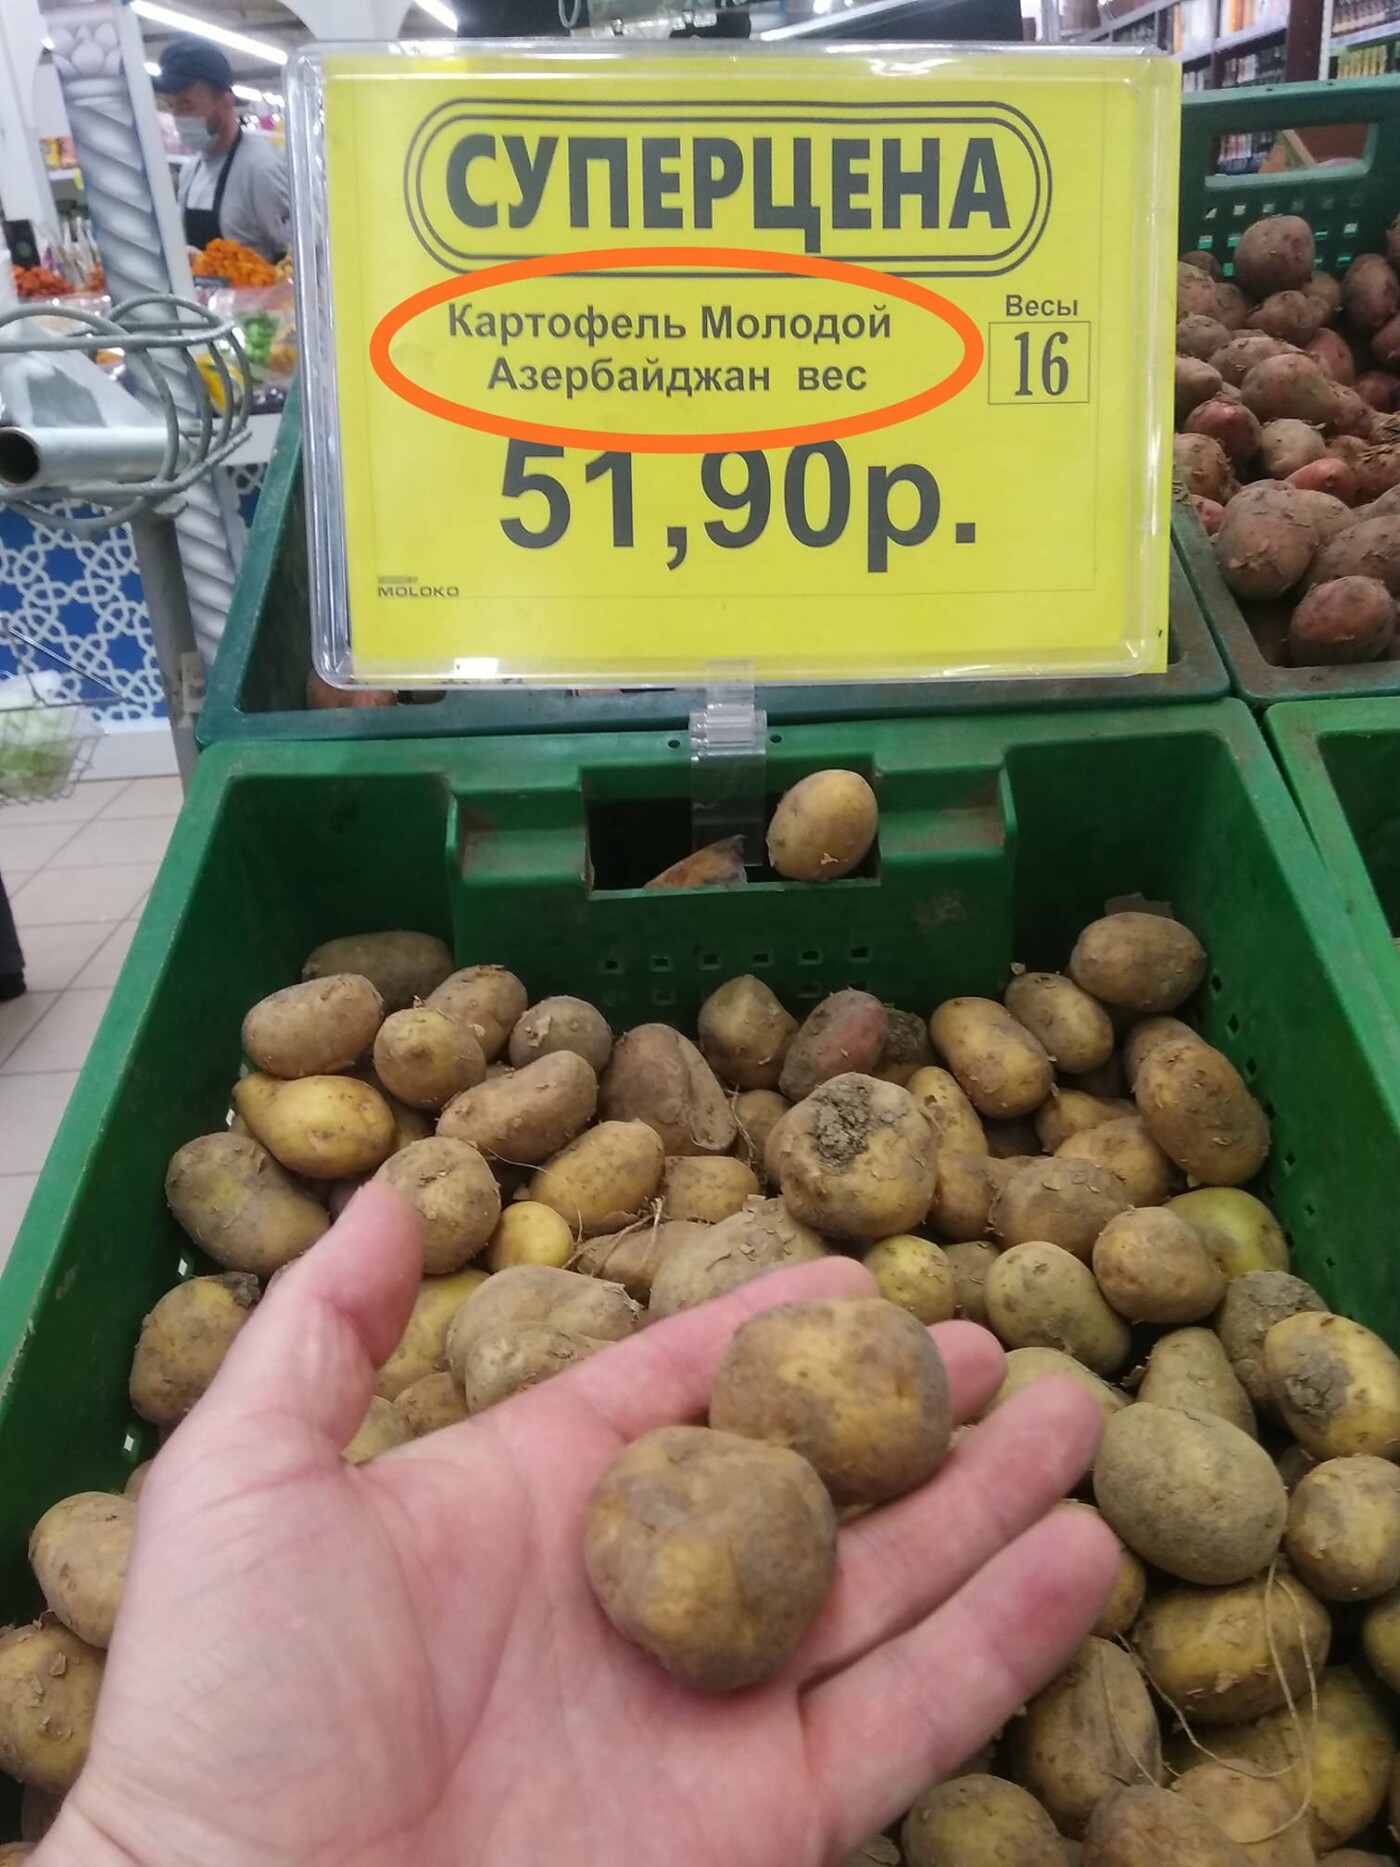 СУПЕРЦЕНА
Картофель Молодой
Азербайджан вес
Весы
16
51,90р.
MOLOKO